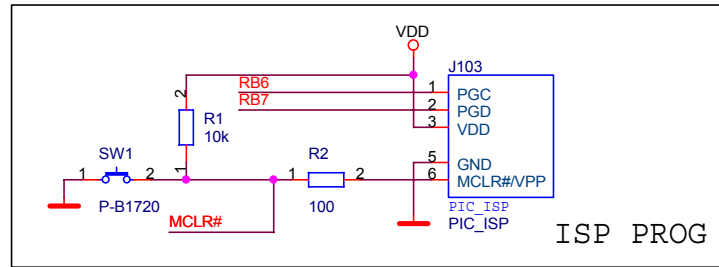 VDD
J103
RB6
1
PGC
RB7
2
PGD
3
VDD
2
R1
10k
1
SW1
1
2
P-B1720
R2
1
2
100
5
GND
6
MCLR#/VPP
MCLR#
PIC_ISP
PIC_ISP
ISP PROG